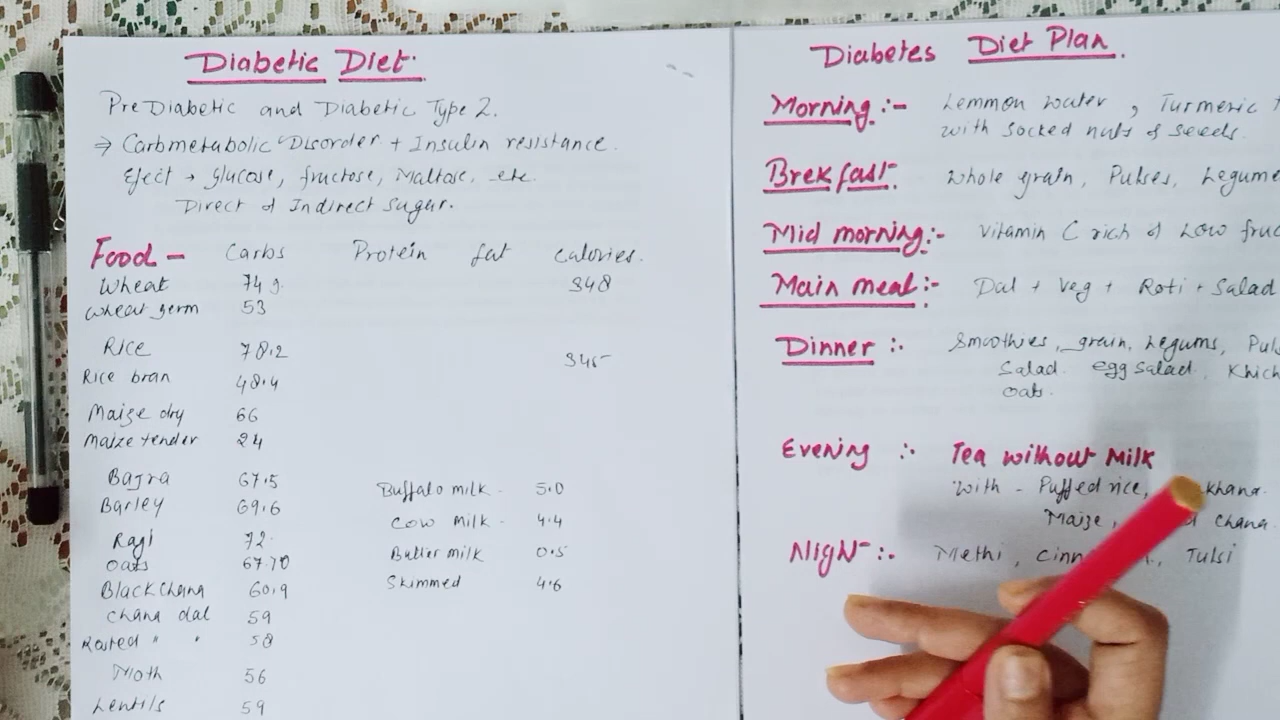 Diabetic Diet.
PreDiabetic and Diabetic Type 2.
⇒ Carbmetabolic Disorder + Insulin resistance.
Efect → glucose, fructose, Maltose, etc.
Direct & Indirect sugar.
Food - Carbs Protein fat calories.
Wheat 74 g. 348
wheat germ 53
Rice 78.2 345
Rice bran 48.4
Maize dry 66
Maize tender 24
Bajra 67.5
Barley 69.6
Ragi 72.
Oats 67.70
Black chana 60.9
chana dal 59
Rosted " " 58
Moth 56
Lentils 59
Buffalo milk - 5.0
Cow Milk - 4.4
Butter milk 0.5
Skimmed 4.6
Diabetes Diet Plan.
Morning :- Lemmon water, Turmeric +
with socked nuts & seeds.
Brekfast. Whole grain, Pulses, Legume
Mid morning:- Vitamin C rich & Low fruc
Main meal:- Dal + Veg + Roti + Salad
Dinner :- Smoothies, grain, Legums, Pul
Salad. egg salad, Khich
Oats.
Evening :- Tea without Milk
With - Puffed rice, khana.
Maize, chana.
Night :- Methi, Tulsi